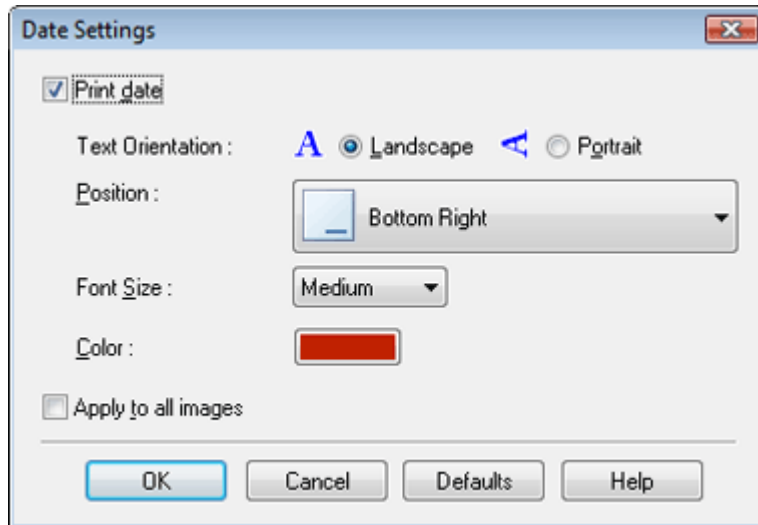 Date Settings
Print date
Text Orientation : A Landscape A Portrait
Position : Bottom Right
Font Size : Medium
Color :
Apply to all images
OK Cancel Defaults Help